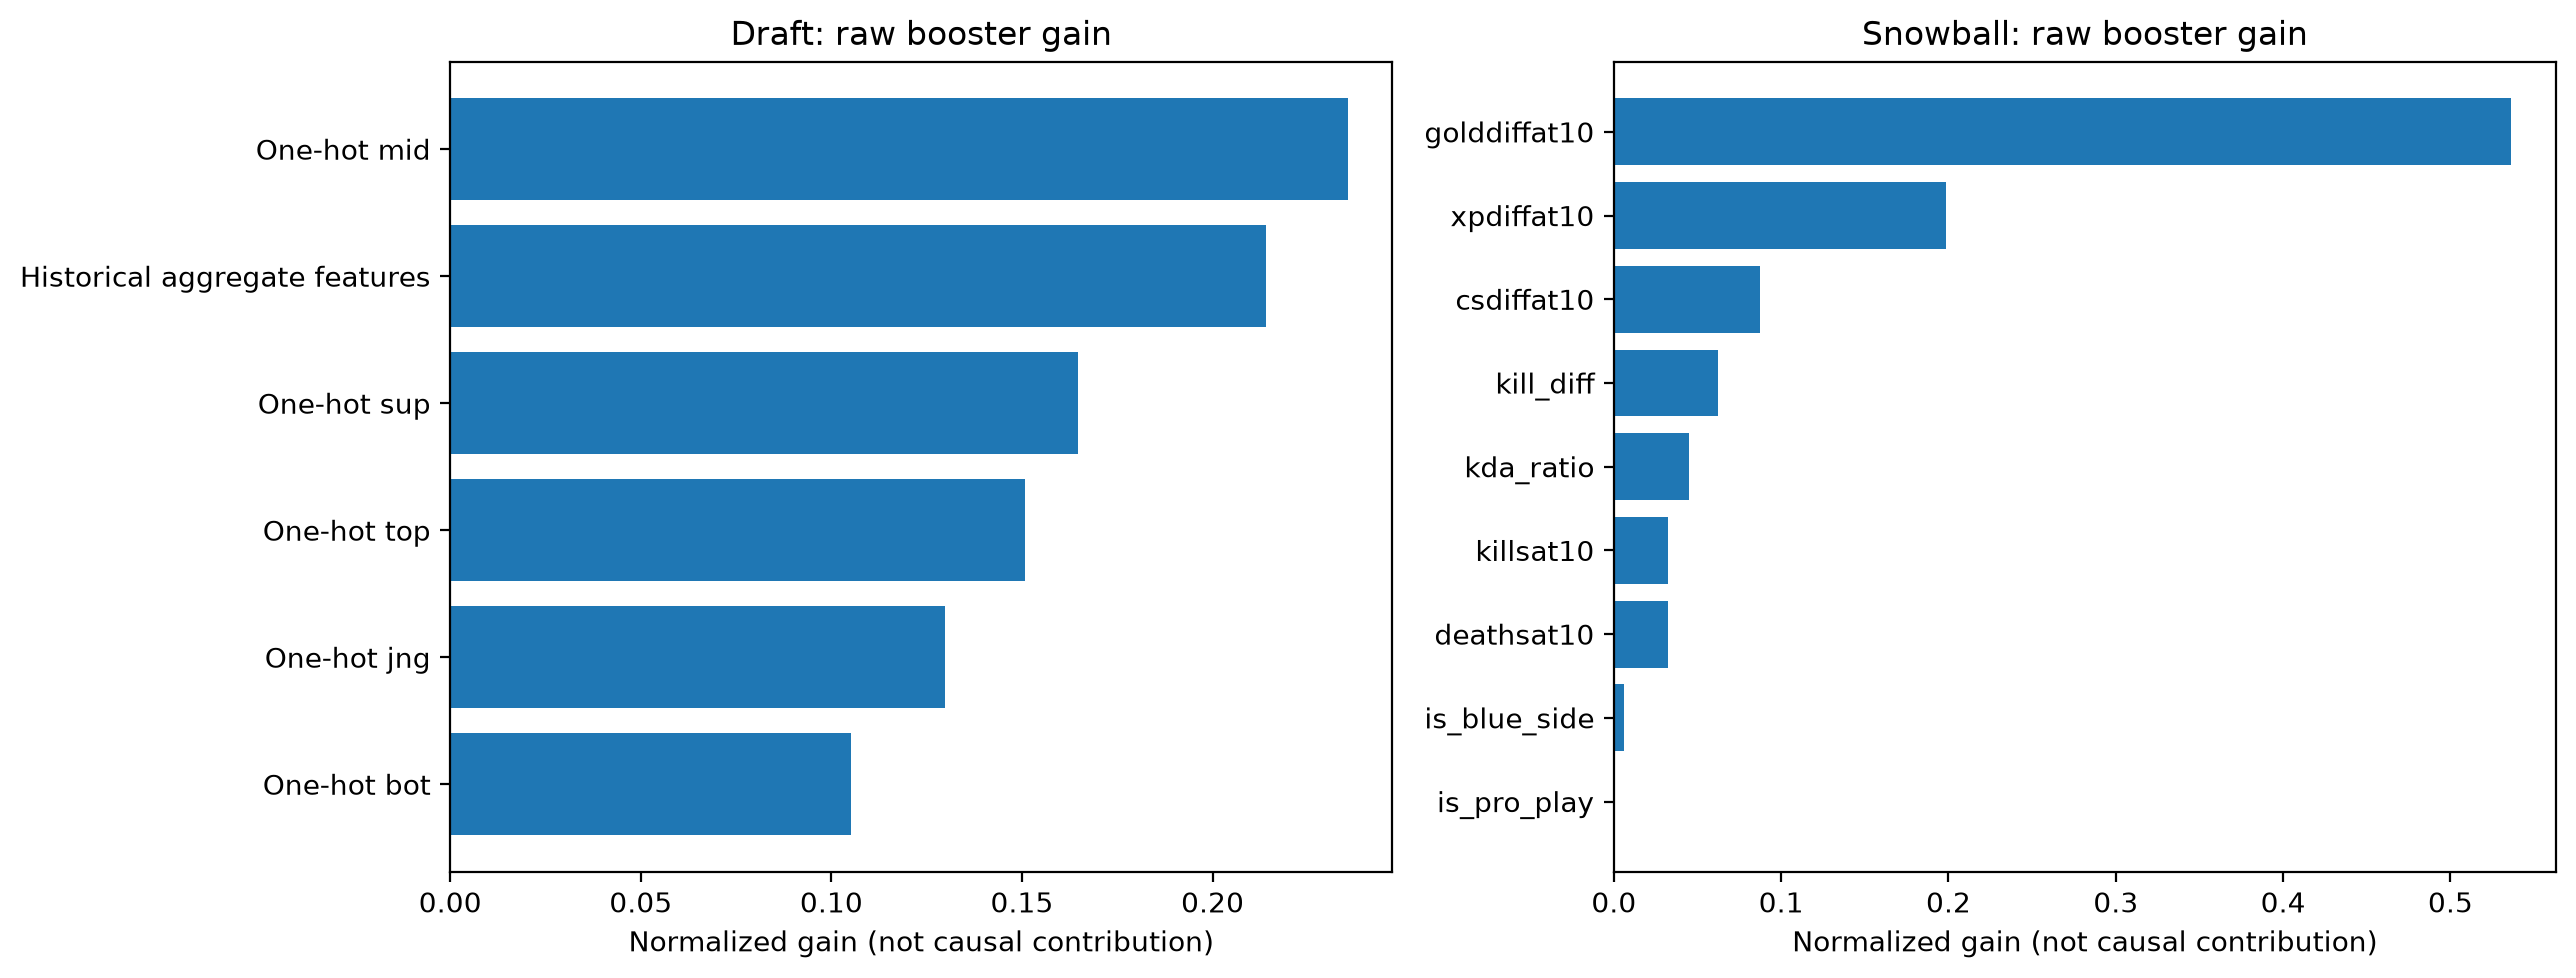 Draft: raw booster gain
One-hot mid
Historical aggregate features
One-hot sup
One-hot top
One-hot jng
One-hot bot
0.00 0.05 0.10 0.15 0.20
Normalized gain (not causal contribution)
Snowball: raw booster gain
golddiffat10
xpdiffat10
csdiffat10
kill_diff
kda_ratio
killsat10
deathsat10
is_blue_side
is_pro_play
0.0 0.1 0.2 0.3 0.4 0.5
Normalized gain (not causal contribution)